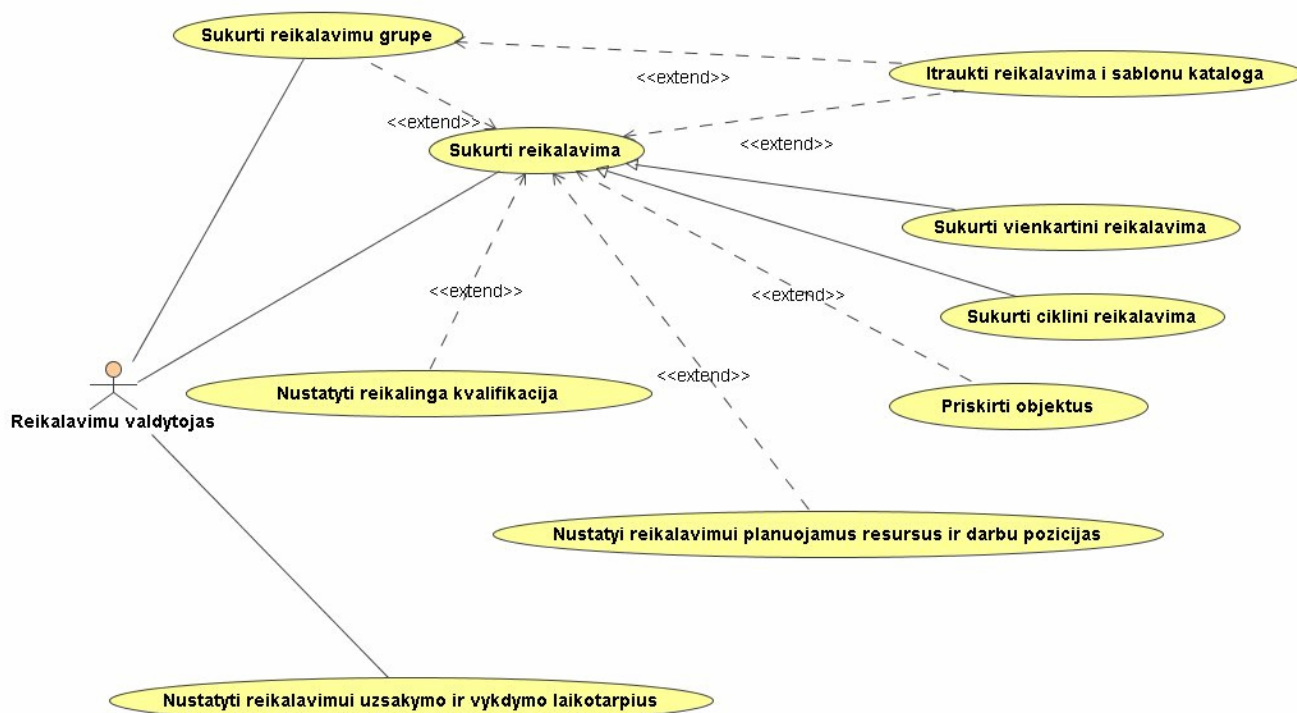 Sukurti reikalavimu grupe
Itraukti reikalavima i sablonu kataloga
<<extend>>
<<extend>>
<<extend>>
Sukurti reikalavima
Sukurti vienkartini reikalavima
<<extend>>
<<extend>>
Sukurti ciklini reikalavima
<<extend>>
Nustatyti reikalinga kvalifikacija
Priskirti objektus
Reikalavimu valdytojas
Nustatyi reikalavimui planuojamus resursus ir darbu pozicijas
Nustatyti reikalavimui uzsakymo ir vykdymo laikotarpius